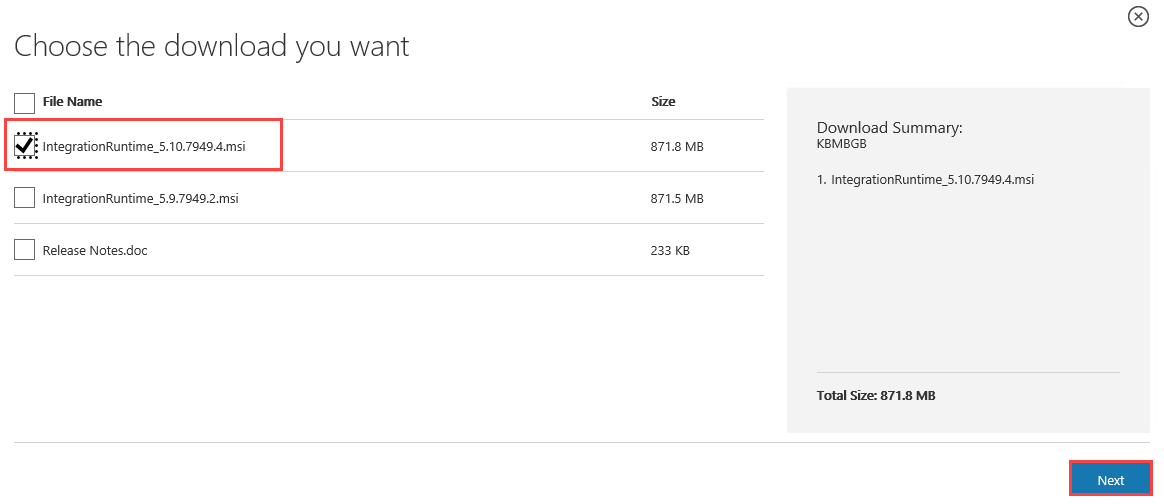 Choose the download you want
File Name Size
IntegrationRuntime_5.10.7949.4.msi 871.8 MB
IntegrationRuntime_5.9.7949.2.msi 871.5 MB
Release Notes.doc 233 KB
Download Summary:
KBMBGB
1. IntegrationRuntime_5.10.7949.4.msi
Total Size: 871.8 MB
Next